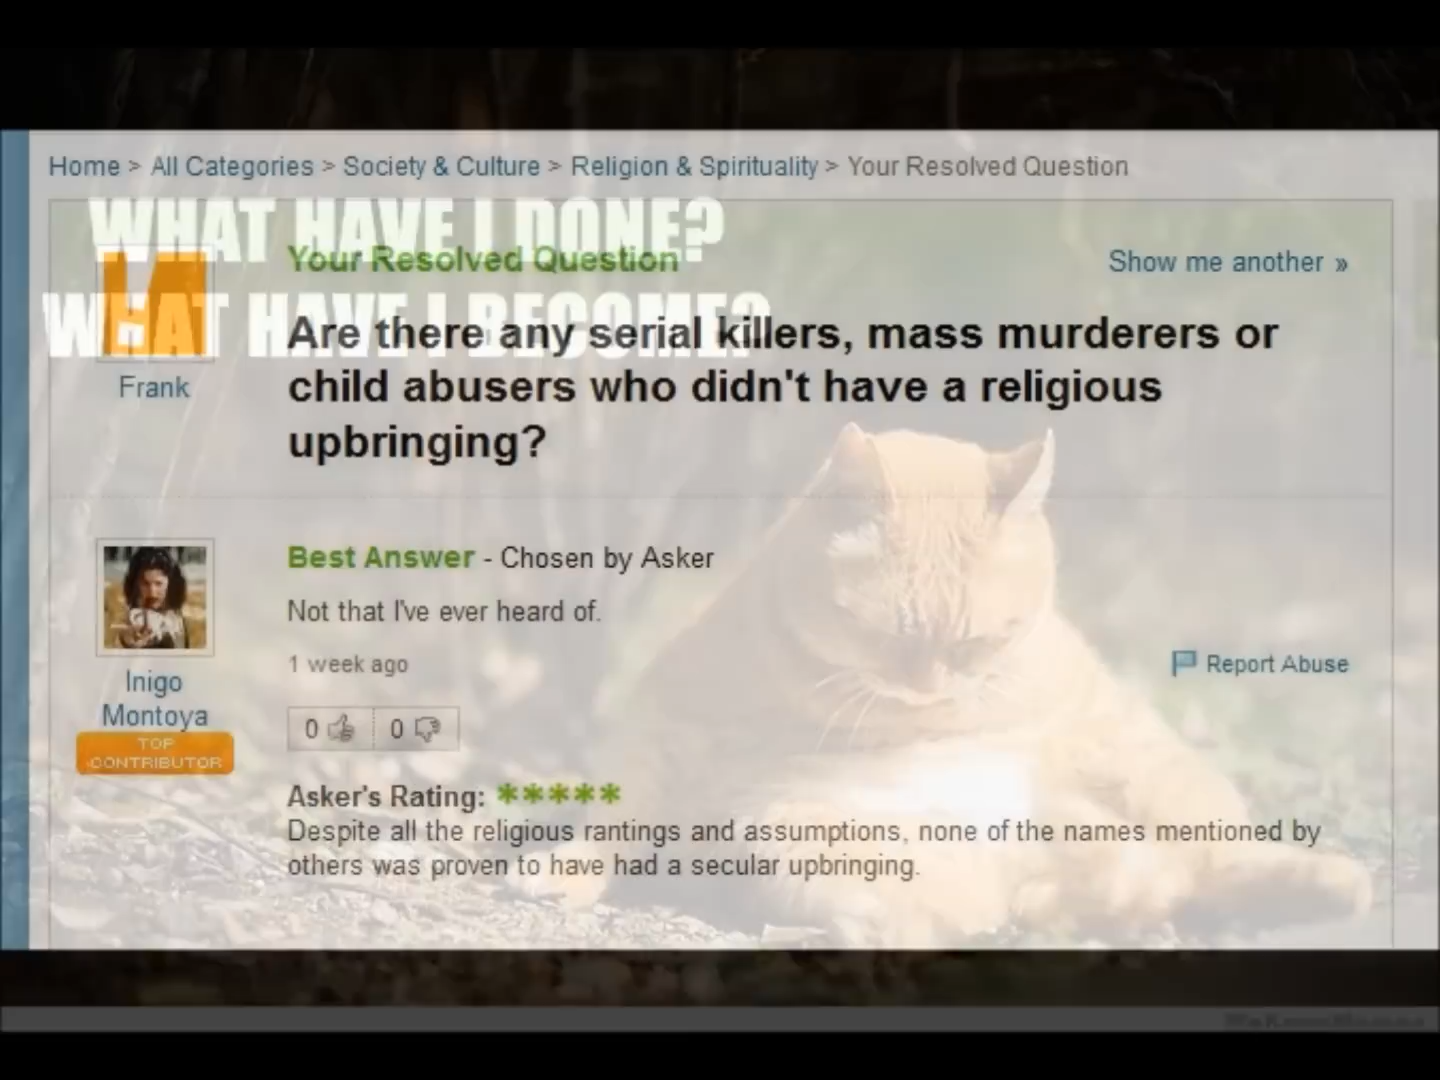 Home > All Categories > Society & Culture > Religion & Spirituality > Your Resolved Question
WHAT HAVE I DONE?
WHAT HAVE I BECOME?
Your Resolved Question
Show me another »
Are there any serial killers, mass murderers or
child abusers who didn't have a religious
upbringing?
Frank
Best Answer - Chosen by Asker
Not that I've ever heard of.
1 week ago
Report Abuse
Inigo
Montoya
TOP
CONTRIBUTOR
0 0
Asker's Rating: *****
Despite all the religious rantings and assumptions, none of the names mentioned by
others was proven to have had a secular upbringing.